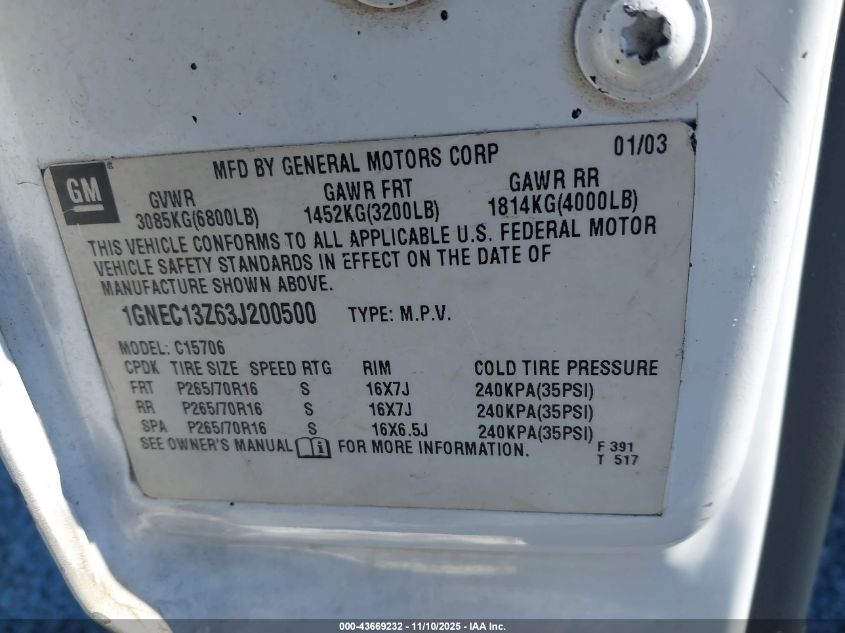 MFD BY GENERAL MOTORS CORP 01/03
GM
GVWR GAWR FRT GAWR RR
3085KG(6800LB) 1452KG(3200LB) 1814KG(4000LB)
THIS VEHICLE CONFORMS TO ALL APPLICABLE U.S. FEDERAL MOTOR
VEHICLE SAFETY STANDARDS IN EFFECT ON THE DATE OF
MANUFACTURE SHOWN ABOVE.
1GNEC13Z63J200500 TYPE: M.P.V.
MODEL: C15706
CPDK TIRE SIZE SPEED RTG RIM COLD TIRE PRESSURE
FRT P265/70R16 S 16X7J 240KPA(35PSI)
RR P265/70R16 S 16X7J 240KPA(35PSI)
SPA P265/70R16 S 16X6.5J 240KPA(35PSI)
SEE OWNER'S MANUAL i FOR MORE INFORMATION.
F 391
T 517
000-43669232 - 11/10/2025 - IAA Inc.